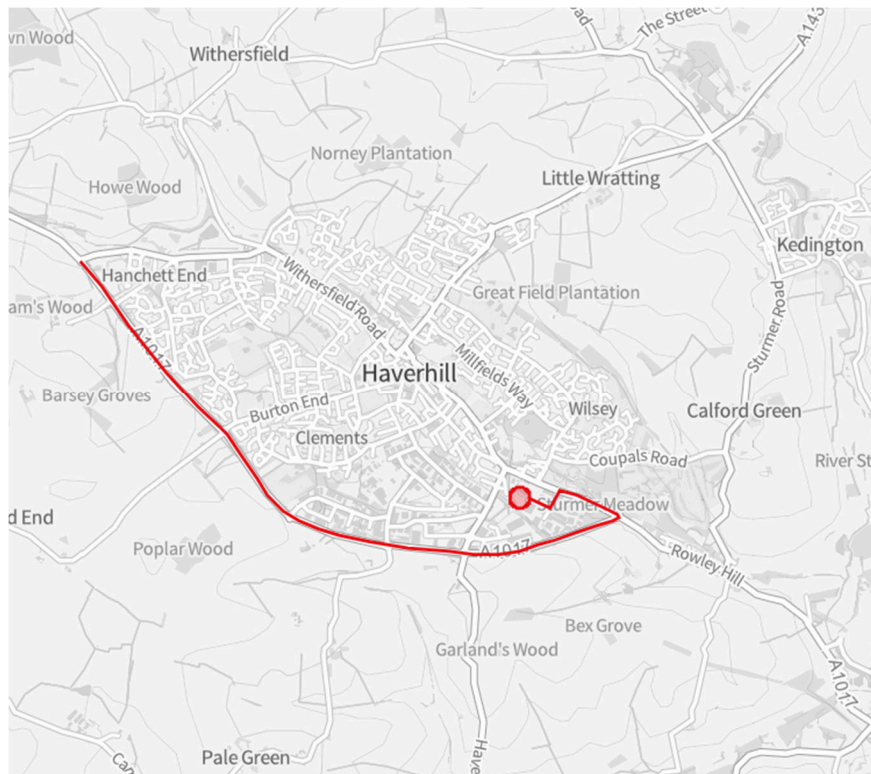 The Street
A143
wn Wood
Withersfield
Norney Plantation
Little Wratting
Howe Wood
Kedington
Hanchett End
Withersfield Road
Great Field Plantation
am's Wood
A1017
Sturmer Road
Millfields Way
Haverhill
Barsey Groves
Burton End
Wilsey
Calford Green
Clements
Coupals Road
River St
Sturmer Meadow
d End
Poplar Wood
A1017
Rowley Hill
Bex Grove
Garland's Wood
A1017
Pale Green
Have
Cam